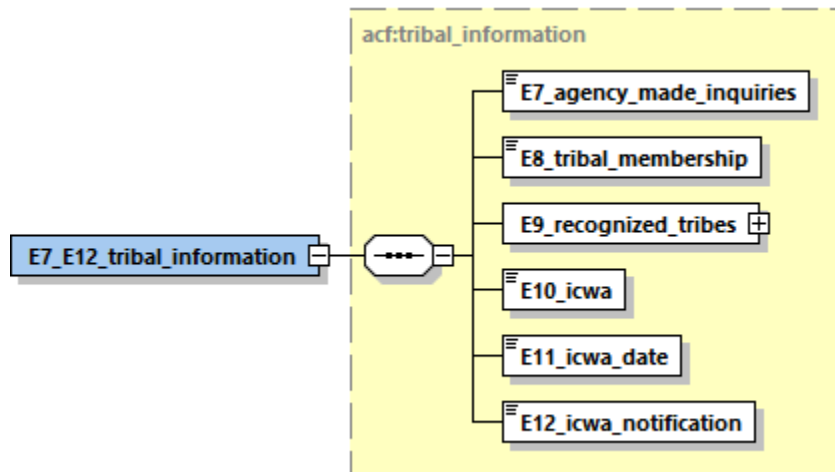 acf:tribal_information
E7_agency_made_inquiries
E8_tribal_membership
E9_recognized_tribes
E7_E12_tribal_information
E10_icwa
E11_icwa_date
E12_icwa_notification